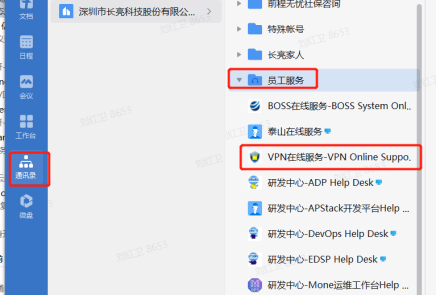 文档
日程
会议
工作台
通讯录
微盘
深圳市长亮科技股份有限公...
前程无忧社保咨询
特殊帐号
长亮家人
员工服务
BOSS在线服务-BOSS System Onl...
泰山在线服务
VPN在线服务-VPN Online Suppo...
研发中心-ADP Help Desk
研发中心-APStack开发平台Help ...
研发中心-DevOps Help Desk
研发中心-EDSP Help Desk
研发中心-Mone运维工作台Help ...